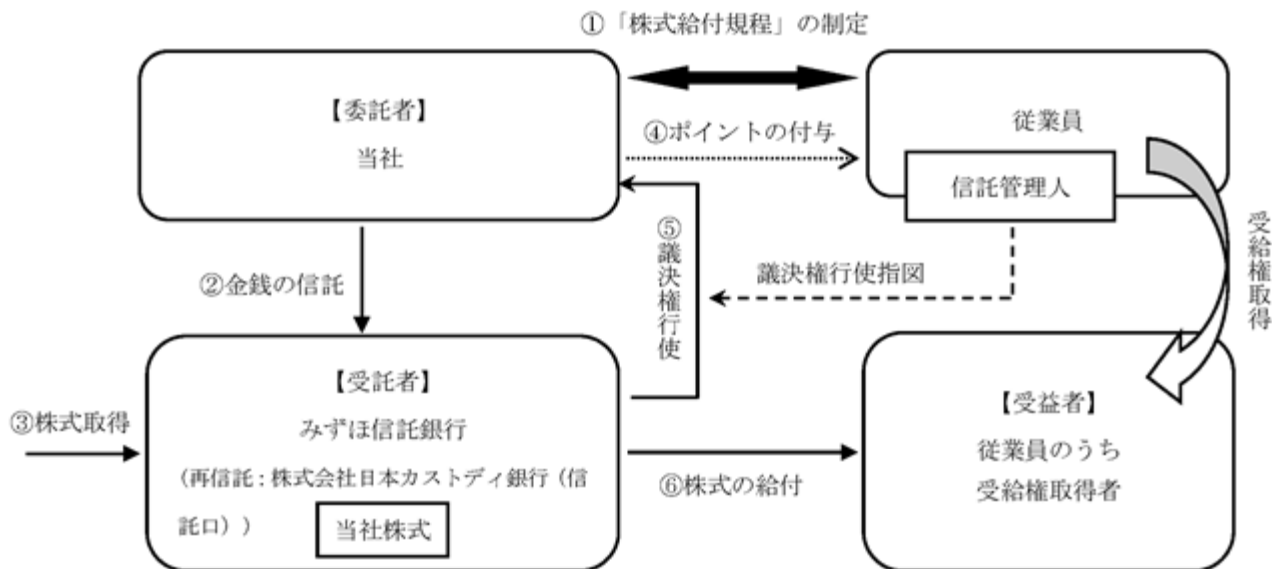 ①「株式給付規程」の制定
【委託者】
当社
④ポイントの付与
従業員
信託管理人
②金銭の信託
⑤議決権行使
議決権行使指図
受給権取得
③株式取得
【受託者】
みずほ信託銀行
(再信託:株式会社日本カストディ銀行(信
託口))
当社株式
⑥株式の給付
【受益者】
従業員のうち
受給権取得者